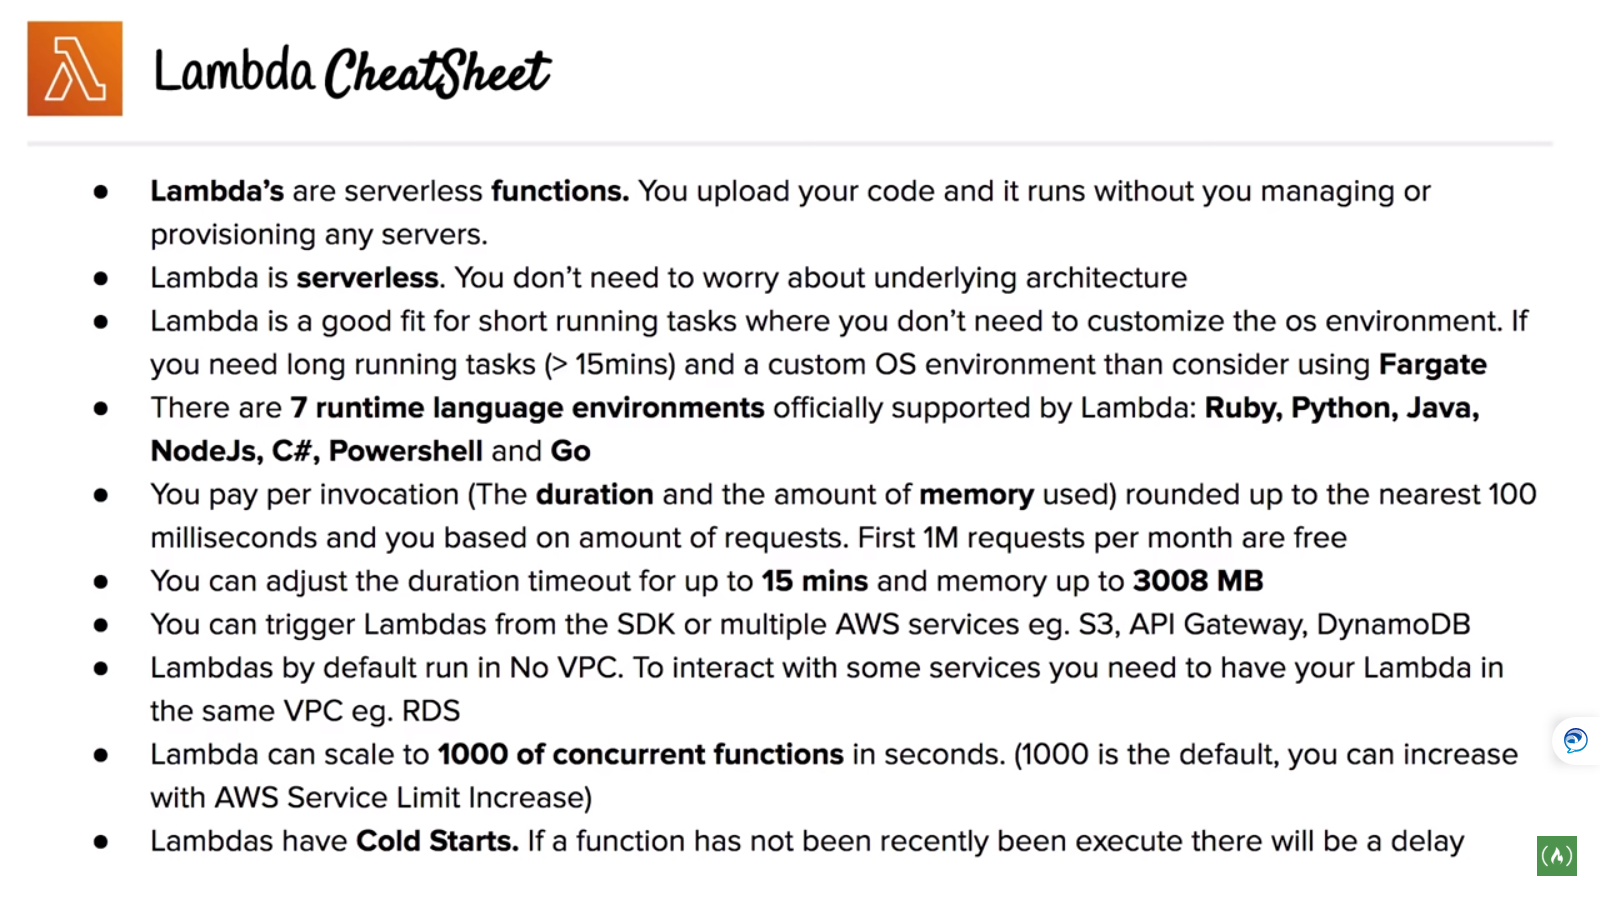 Lambda CheatSheet
● Lambda’s are serverless functions. You upload your code and it runs without you managing or
provisioning any servers.
● Lambda is serverless. You don’t need to worry about underlying architecture
● Lambda is a good fit for short running tasks where you don’t need to customize the os environment. If
you need long running tasks (> 15mins) and a custom OS environment than consider using Fargate
● There are 7 runtime language environments officially supported by Lambda: Ruby, Python, Java,
NodeJs, C#, Powershell and Go
● You pay per invocation (The duration and the amount of memory used) rounded up to the nearest 100
milliseconds and you based on amount of requests. First 1M requests per month are free
● You can adjust the duration timeout for up to 15 mins and memory up to 3008 MB
● You can trigger Lambdas from the SDK or multiple AWS services eg. S3, API Gateway, DynamoDB
● Lambdas by default run in No VPC. To interact with some services you need to have your Lambda in
the same VPC eg. RDS
● Lambda can scale to 1000 of concurrent functions in seconds. (1000 is the default, you can increase
with AWS Service Limit Increase)
● Lambdas have Cold Starts. If a function has not been recently been execute there will be a delay